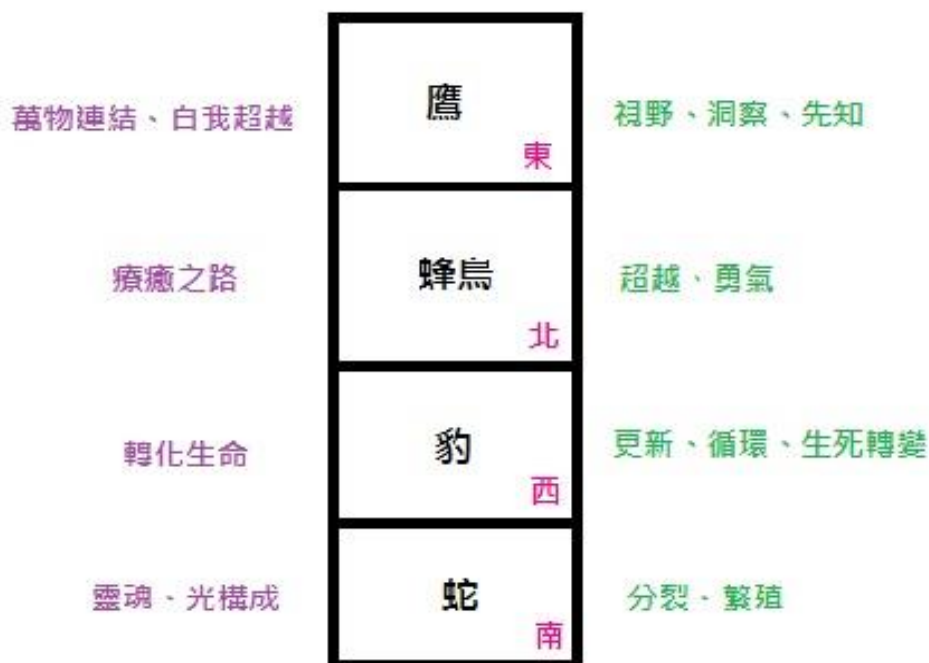 萬物連結、白我超越 鷹 視野、洞察、先知
東
療癒之路 蜂鳥 超越、勇氣
北
轉化生命 豹 更新、循環、生死轉變
西
靈魂、光構成 蛇 分裂、繁殖
南